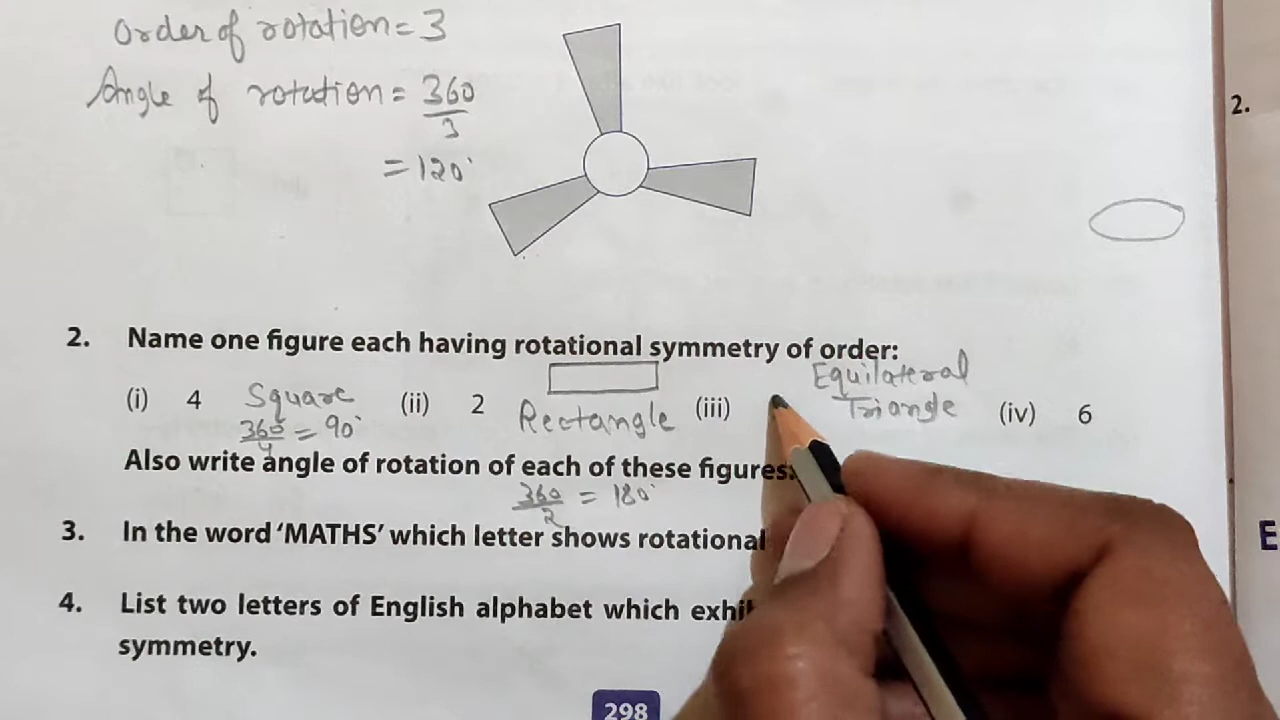 Order of rotation = 3
Angle of rotation = 360/3
= 120°
2.
2. Name one figure each having rotational symmetry of order:
(i) 4 Square (ii) 2 Rectangle (iii) Equilateral Triangle (iv) 6
360/4 = 90°
Also write angle of rotation of each of these figures.
360/2 = 180°
3. In the word 'MATHS' which letter shows rotational
4. List two letters of English alphabet which
symmetry.
298
E